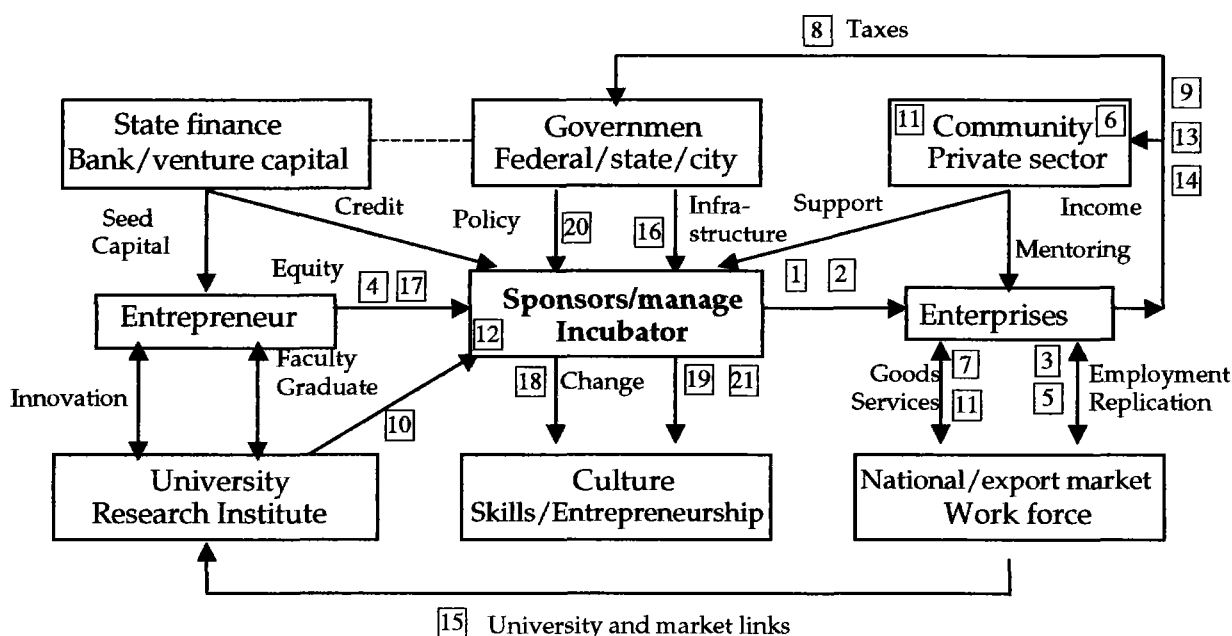 8 Taxes
State finance
Bank/venture capital
Governmen
Federal/state/city
11 Community 6
Private sector
9
13
14
Seed
Capital
Credit
Policy
20
16
Infra-
structure
Support
Income
Mentoring
Equity
4 17
1 2
Entrepreneur
Sponsors/manage
Incubator
12
Enterprises
Innovation
Faculty
Graduate
10
18 Change
19 21
Goods
Services
7
11
3
5
Employment
Replication
University
Research Institute
Culture
Skills/Entrepreneurship
National/export market
Work force
15 University and market links